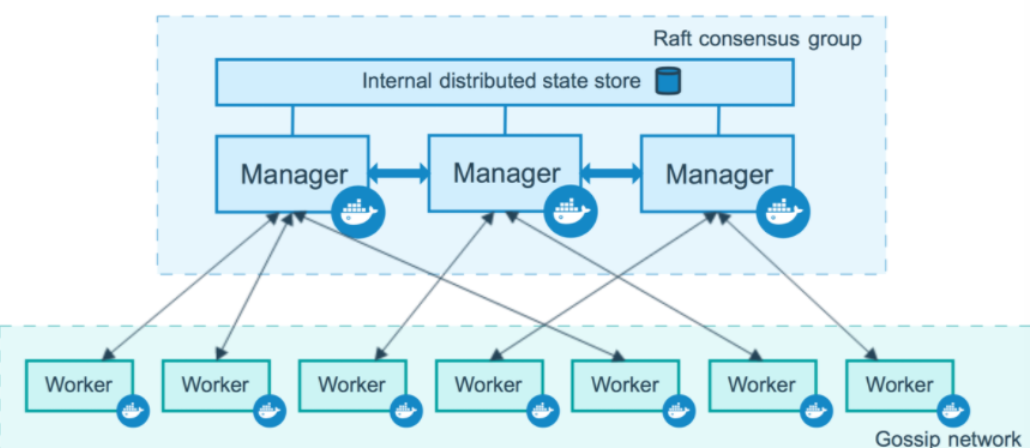 Raft consensus group
Internal distributed state store
Manager
Manager
Manager
Worker
Worker
Worker
Worker
Worker
Worker
Worker
Gossip network